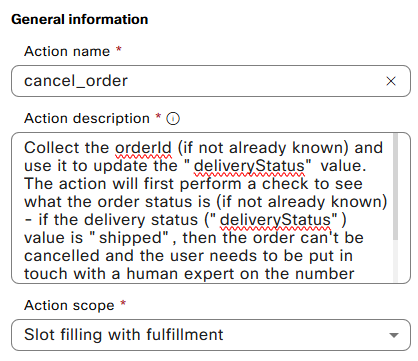 General information
Action name *
cancel_order
Action description *
Collect the orderId (if not already known) and
use it to update the "deliveryStatus" value.
The action will first perform a check to see
what the order status is (if not already known)
- if the delivery status ("deliveryStatus")
value is "shipped", then the order can't be
cancelled and the user needs to be put in
touch with a human expert on the number
Action scope *
Slot filling with fulfillment